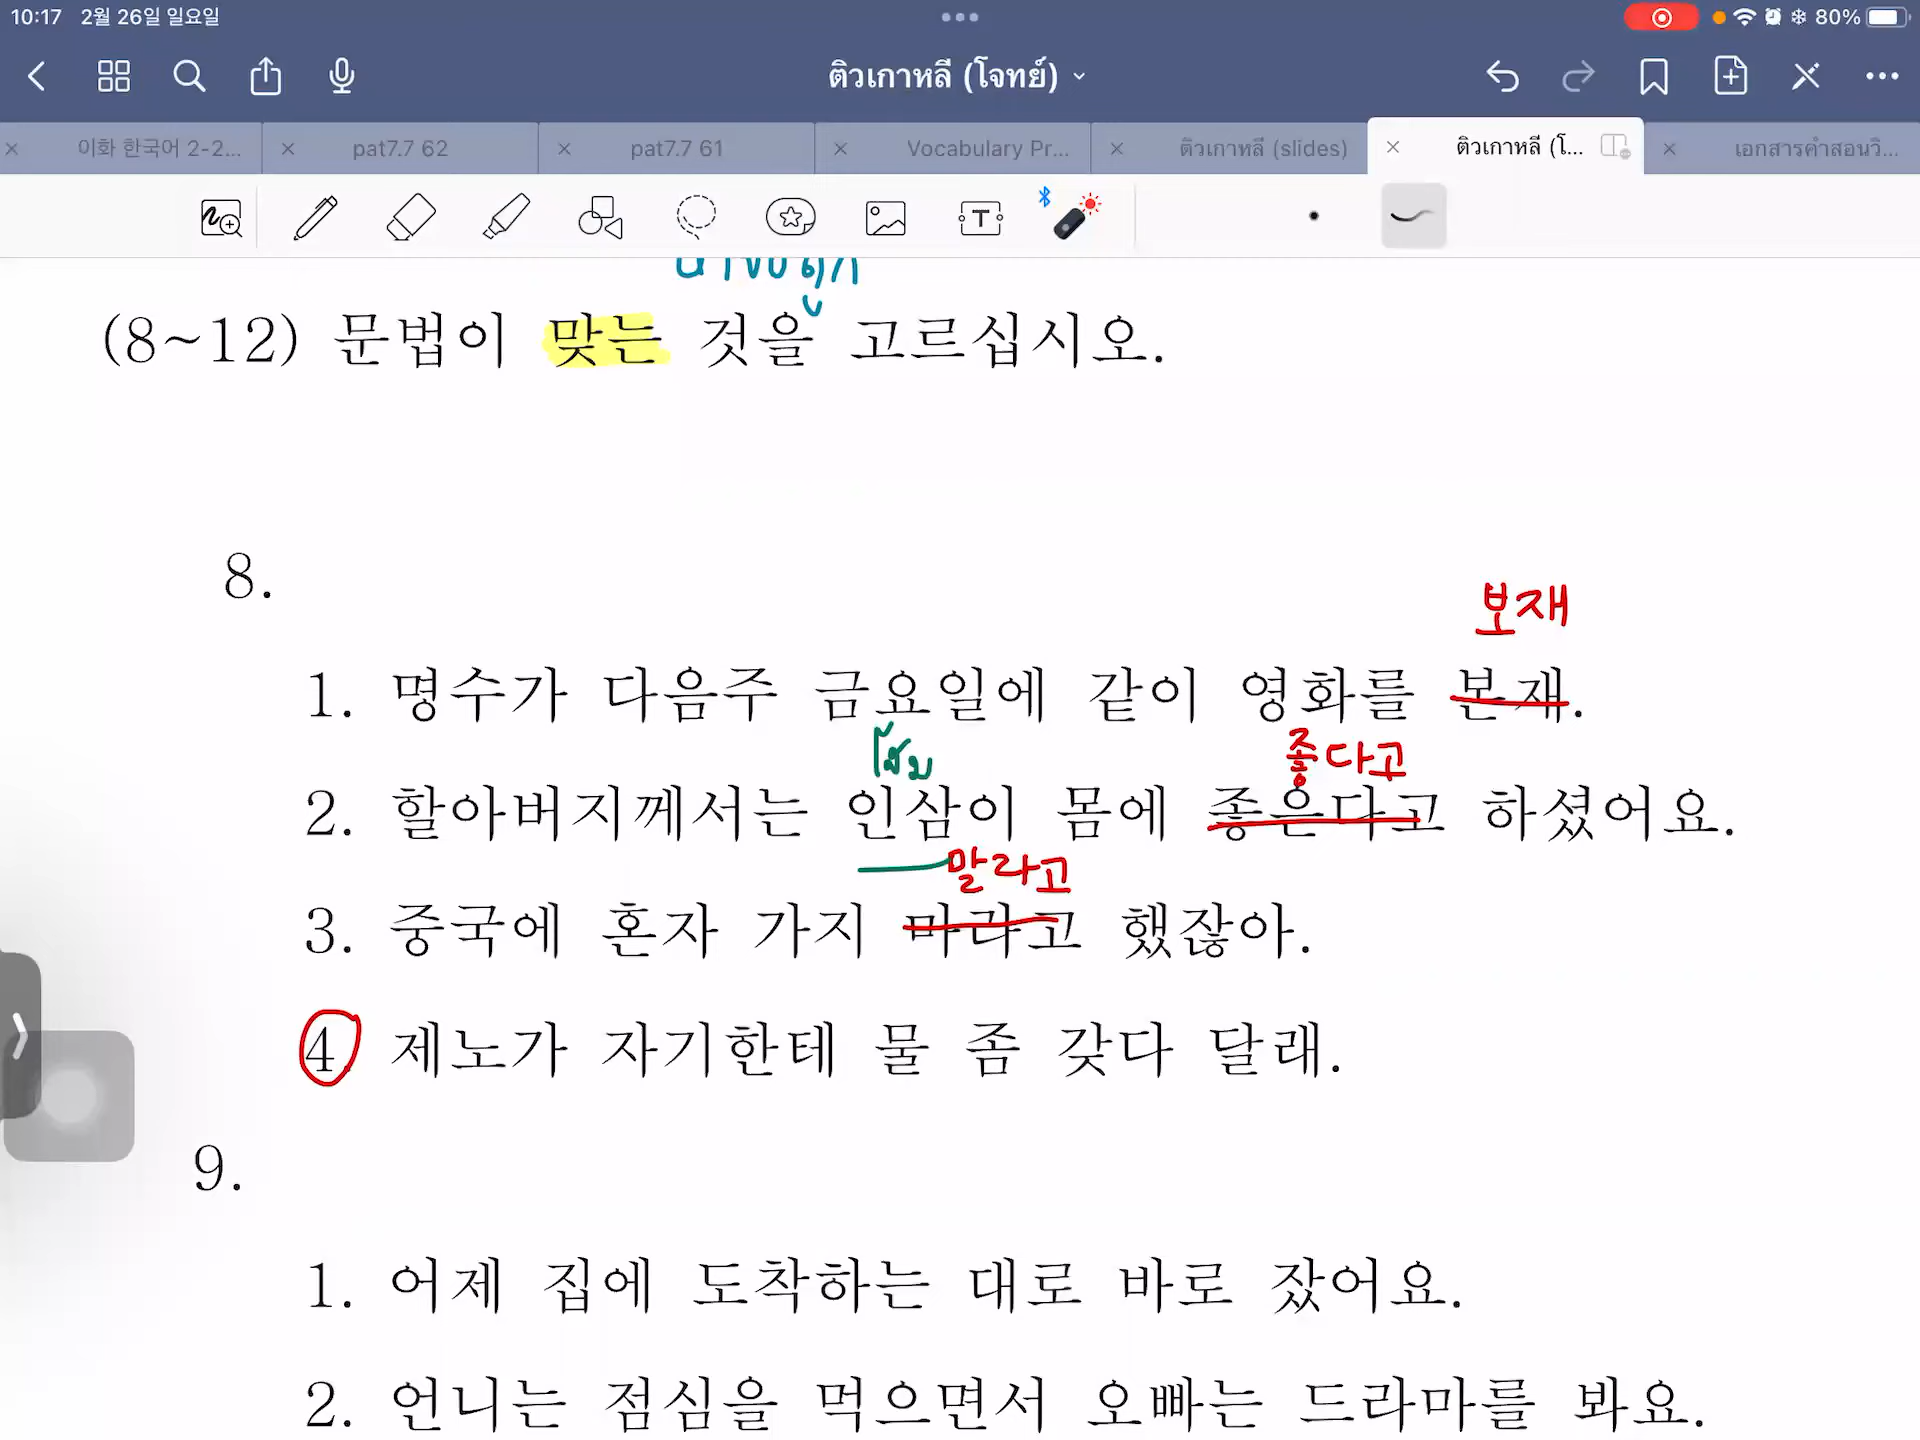 10:17 2월 26일 일요일 80%
ติวเกาหลี (โจทย์)
이화 한국어 2-2... pat7.7 62 pat7.7 61 Vocabulary Pr... ติวเกาหลี (slides) ติวเกาหลี (โ... เอกสารคำสอนวิ...
(8~12) 문법이 맞는 것을 고르십시오.
8.
보재
1. 명수가 다음주 금요일에 같이 영화를 본재.
โสม 좋다고
2. 할아버지께서는 인삼이 몸에 좋은다고 하셨어요.
말라고
3. 중국에 혼자 가지 마라고 했잖아.
4 제노가 자기한테 물 좀 갖다 달래.
9.
1. 어제 집에 도착하는 대로 바로 잤어요.
2. 언니는 점심을 먹으면서 오빠는 드라마를 봐요.